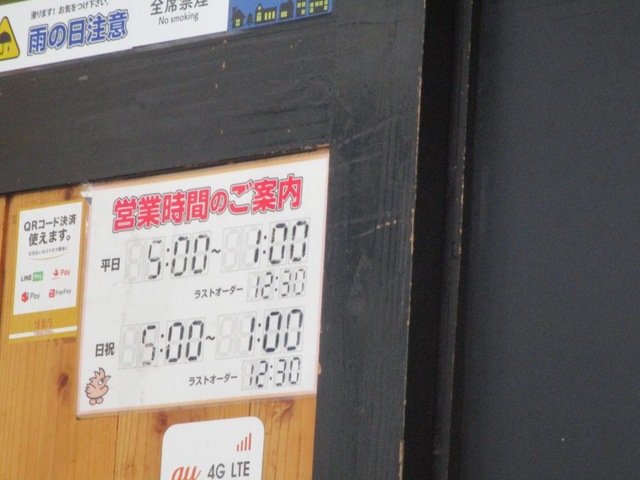 滑ります!お気をつけ下さい。
雨の日注意
全席禁煙
No smoking
営業時間のご案内
平日 5:00~ 1:00
ラストオーダー 12:30
日祝 5:00~ 1:00
ラストオーダー 12:30
QRコード決済
使えます。
LINE Pay
Pay
Pay
PayPay
au 4G LTE